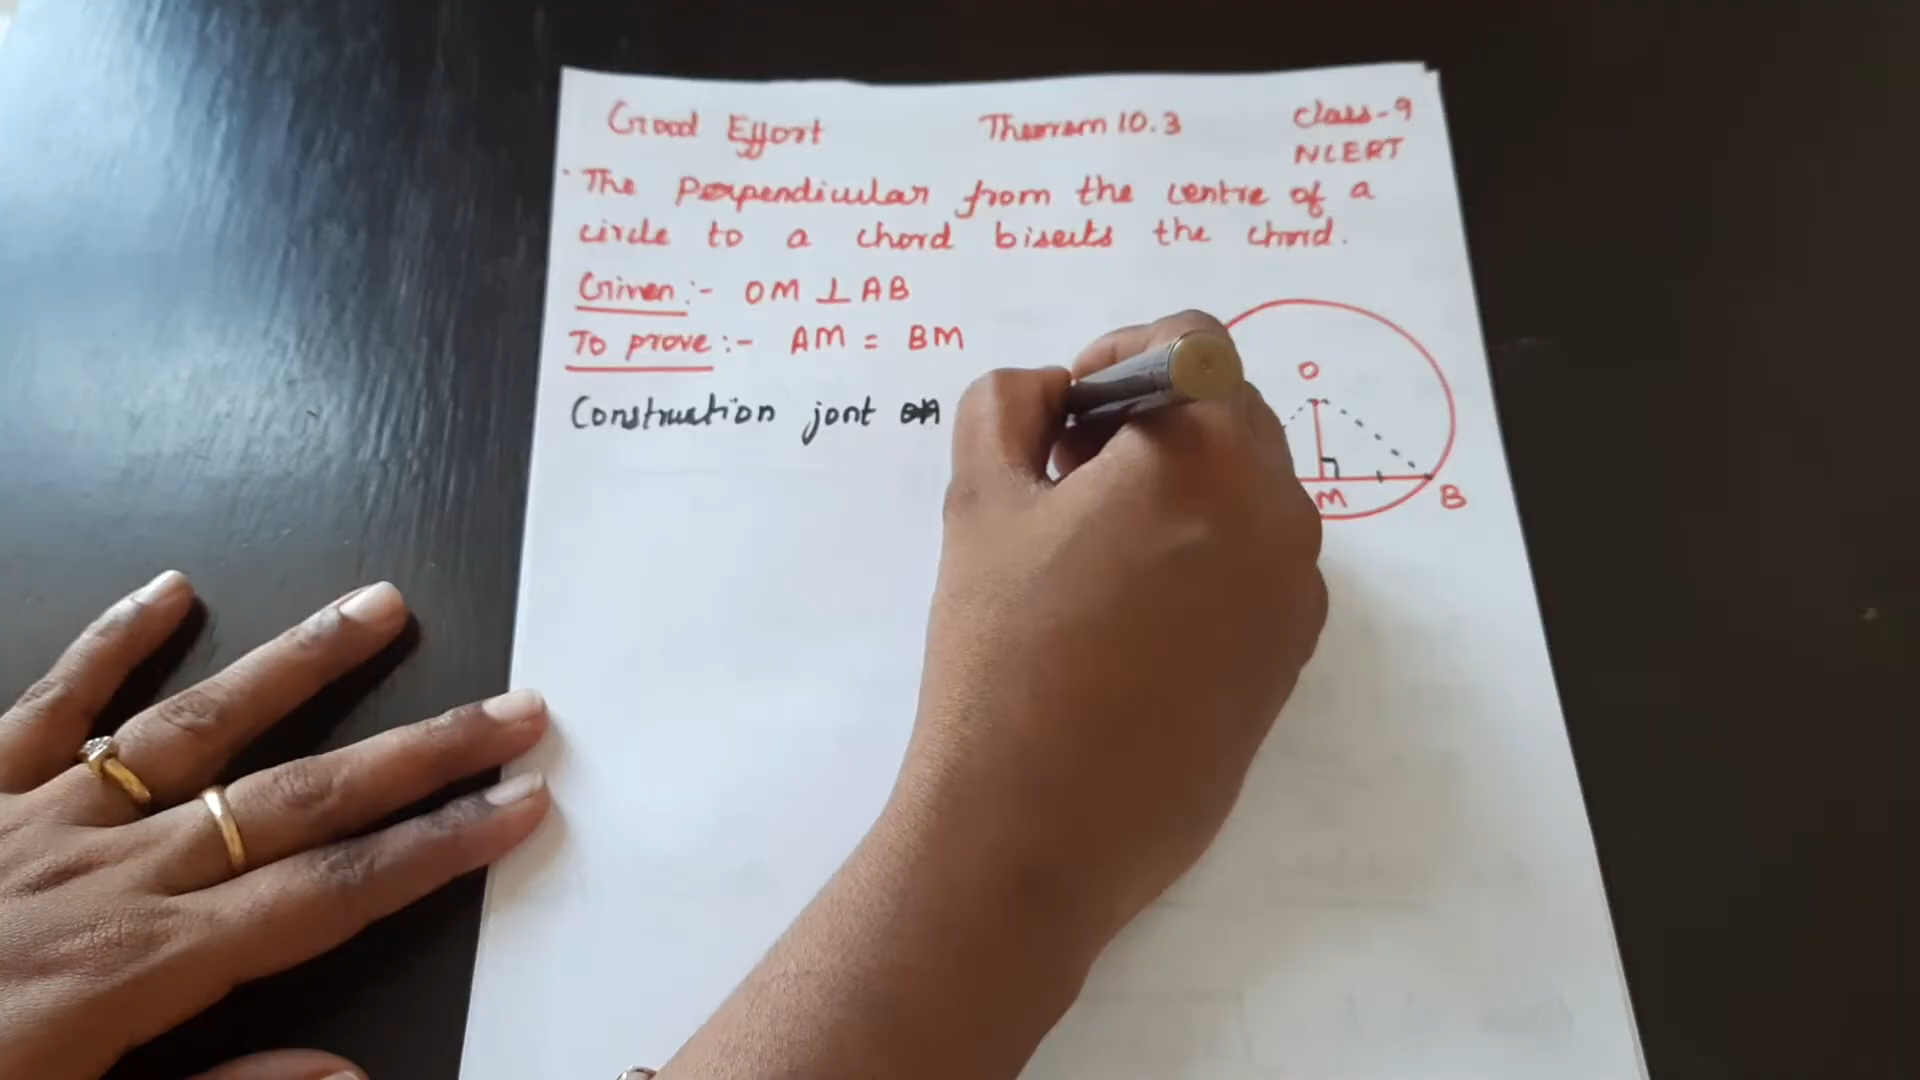 Good Effort Theorem 10.3 Class-9
NCERT
The Perpendicular from the centre of a
circle to a chord bisects the chord.
Given:- OM ⊥ AB
To prove:- AM = BM
Construction jont
O
M B